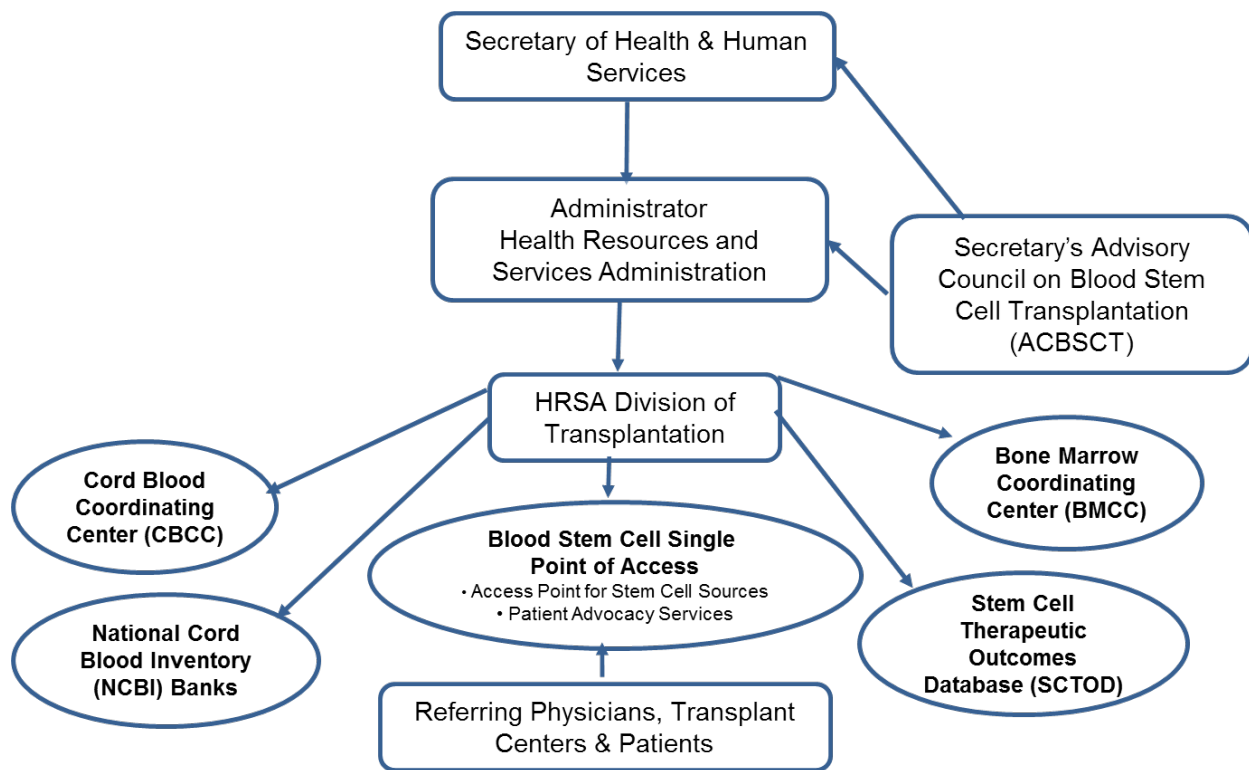 Secretary of Health & Human
Services
Administrator
Health Resources and
Services Administration
Secretary’s Advisory
Council on Blood Stem
Cell Transplantation
(ACBSCT)
HRSA Division of
Transplantation
Cord Blood
Coordinating
Center (CBCC)
Bone Marrow
Coordinating
Center (BMCC)
Blood Stem Cell Single
Point of Access
• Access Point for Stem Cell Sources
• Patient Advocacy Services
National Cord
Blood Inventory
(NCBI) Banks
Stem Cell
Therapeutic
Outcomes
Database (SCTOD)
Referring Physicians, Transplant
Centers & Patients